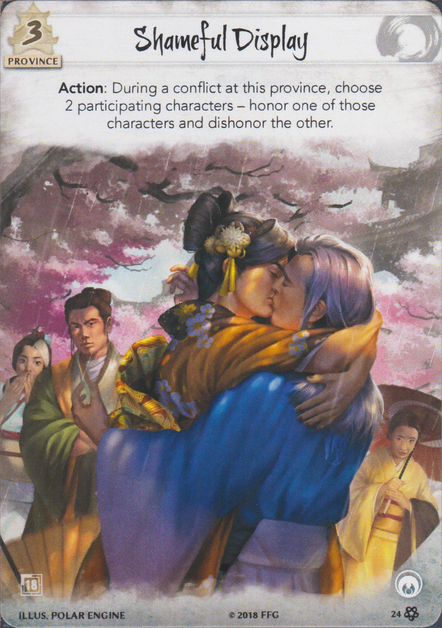 3
PROVINCE
Shameful Display
Action: During a conflict at this province, choose
2 participating characters – honor one of those
characters and dishonor the other.
18
ILLUS. POLAR ENGINE
© 2018 FFG
24